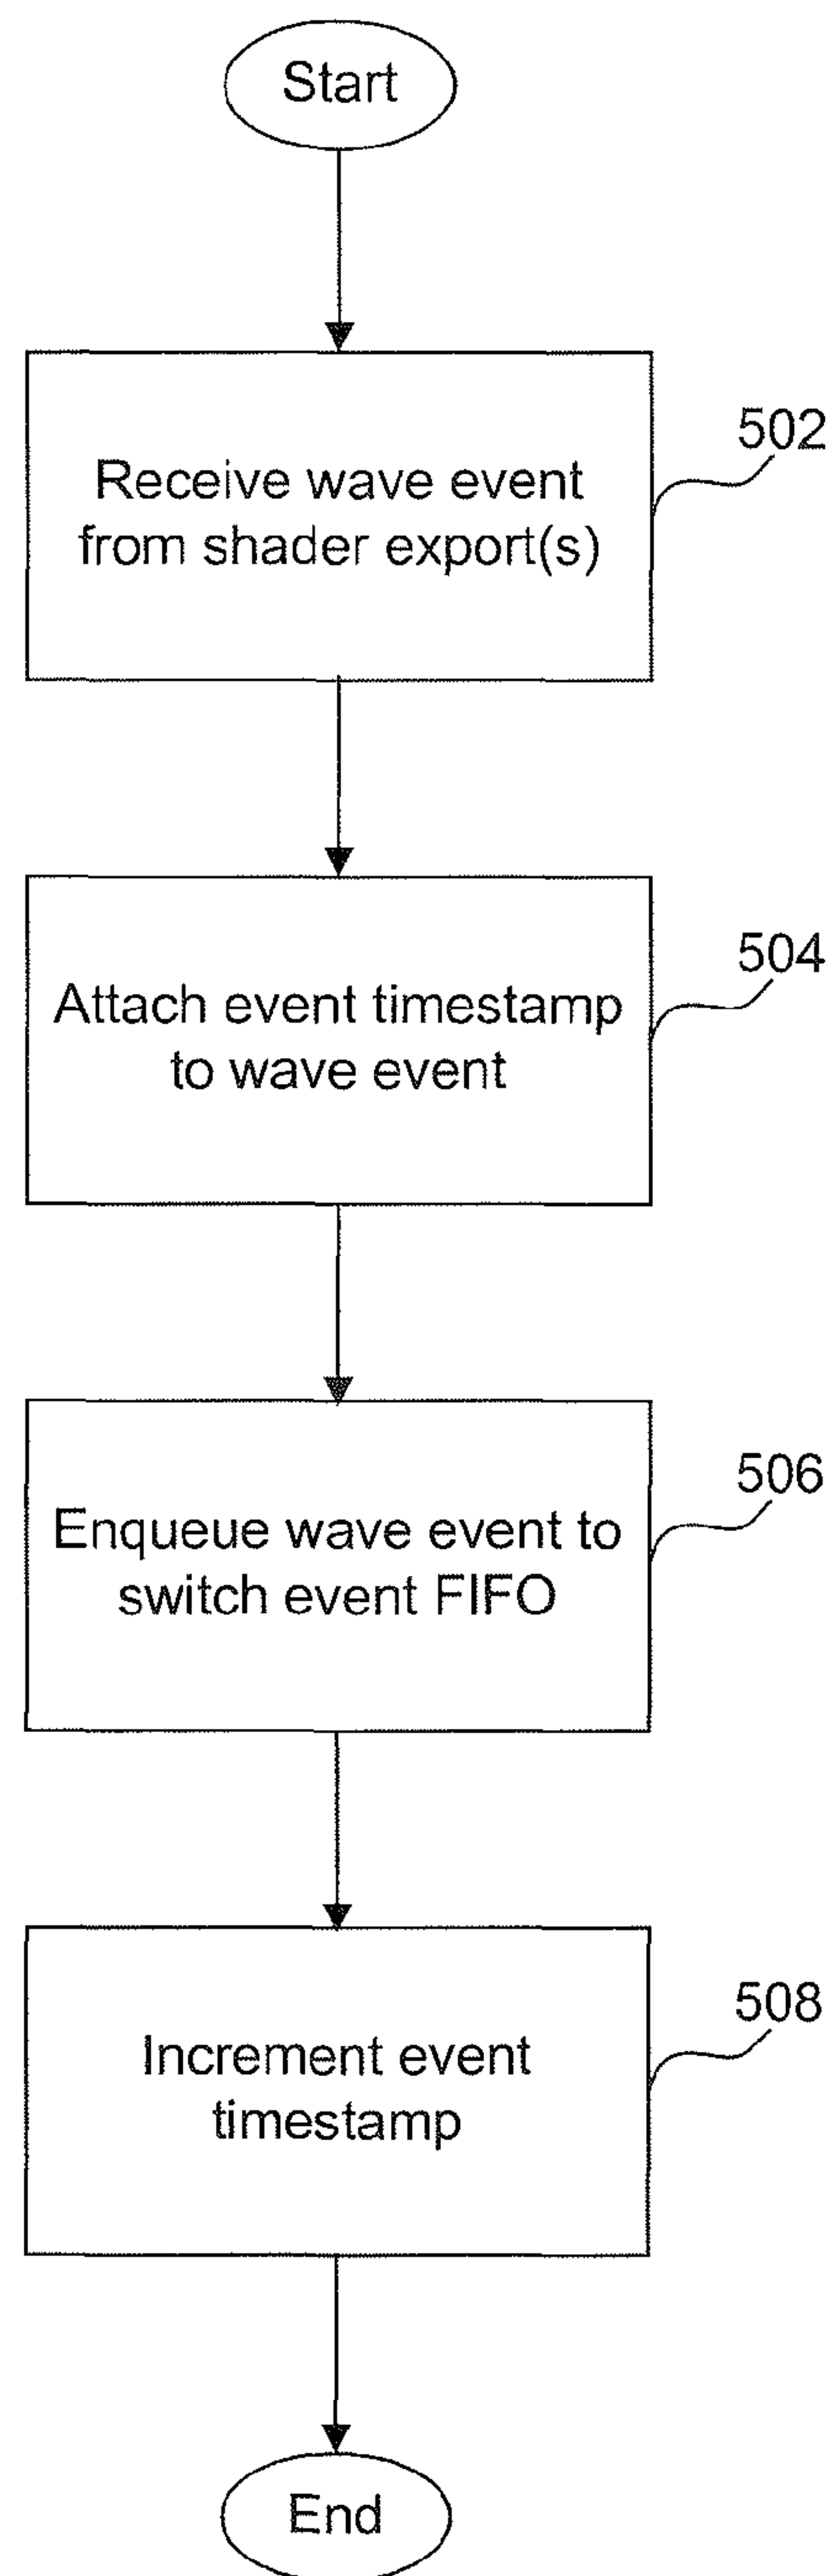 Start
502
Receive wave event
from shader export(s)
504
Attach event timestamp
to wave event
506
Enqueue wave event to
switch event FIFO
508
Increment event
timestamp
End